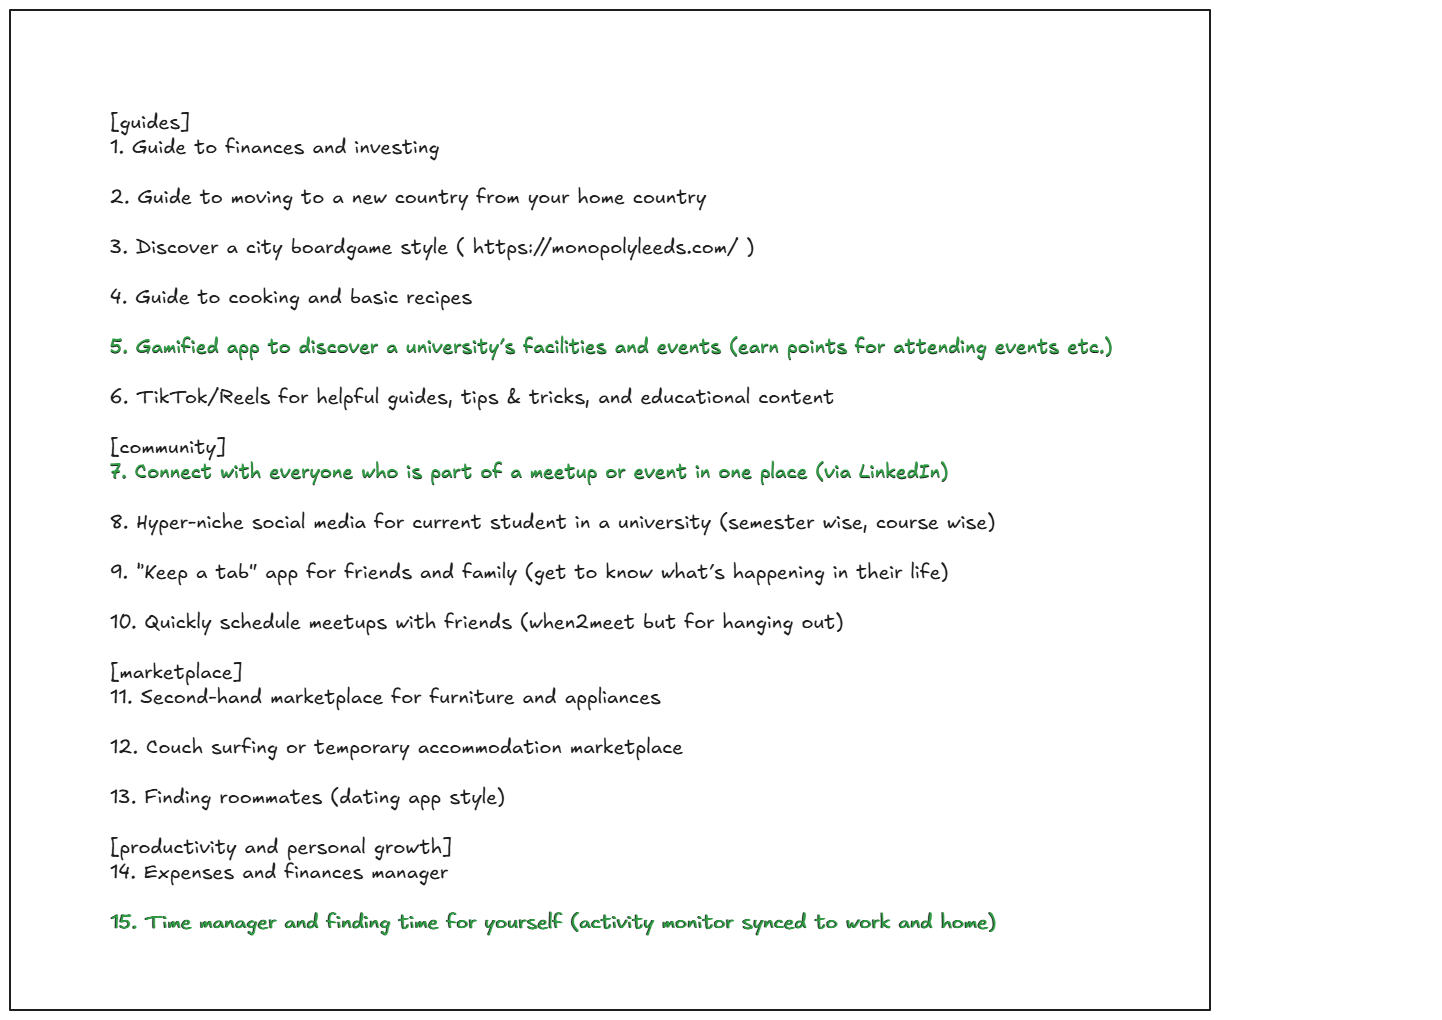 [guides]
1. Guide to finances and investing
2. Guide to moving to a new country from your home country
3. Discover a city boardgame style ( https://monopolyleeds.com/ )
4. Guide to cooking and basic recipes
5. Gamified app to discover a university's facilities and events (earn points for attending events etc.)
6. TikTok/Reels for helpful guides, tips & tricks, and educational content
[community]
7. Connect with everyone who is part of a meetup or event in one place (via LinkedIn)
8. Hyper-niche social media for current student in a university (semester wise, course wise)
9. "Keep a tab" app for friends and family (get to know what's happening in their life)
10. Quickly schedule meetups with friends (when2meet but for hanging out)
[marketplace]
11. Second-hand marketplace for furniture and appliances
12. Couch surfing or temporary accommodation marketplace
13. Finding roommates (dating app style)
[productivity and personal growth]
14. Expenses and finances manager
15. Time manager and finding time for yourself (activity monitor synced to work and home)